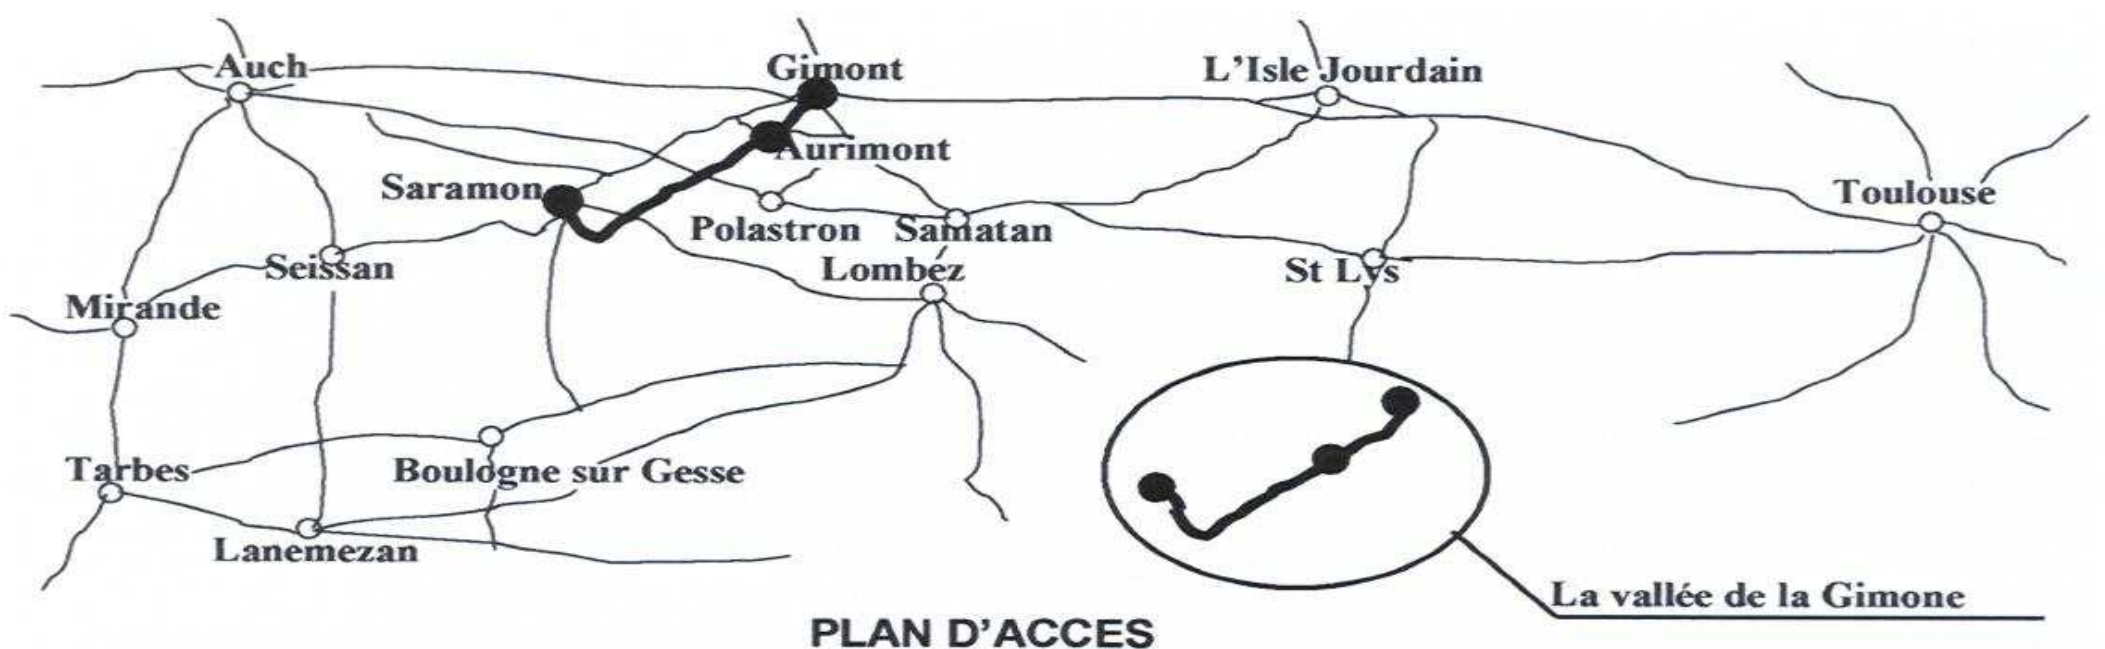 Auch
Gimont
L'Isle Jourdain
Aurimont
Saramon
Toulouse
Polastron
Samatan
Seissan
Lombez
St Lys
Mirande
Tarbes
Boulogne sur Gesse
Lanemezan
La vallée de la Gimone
PLAN D'ACCES